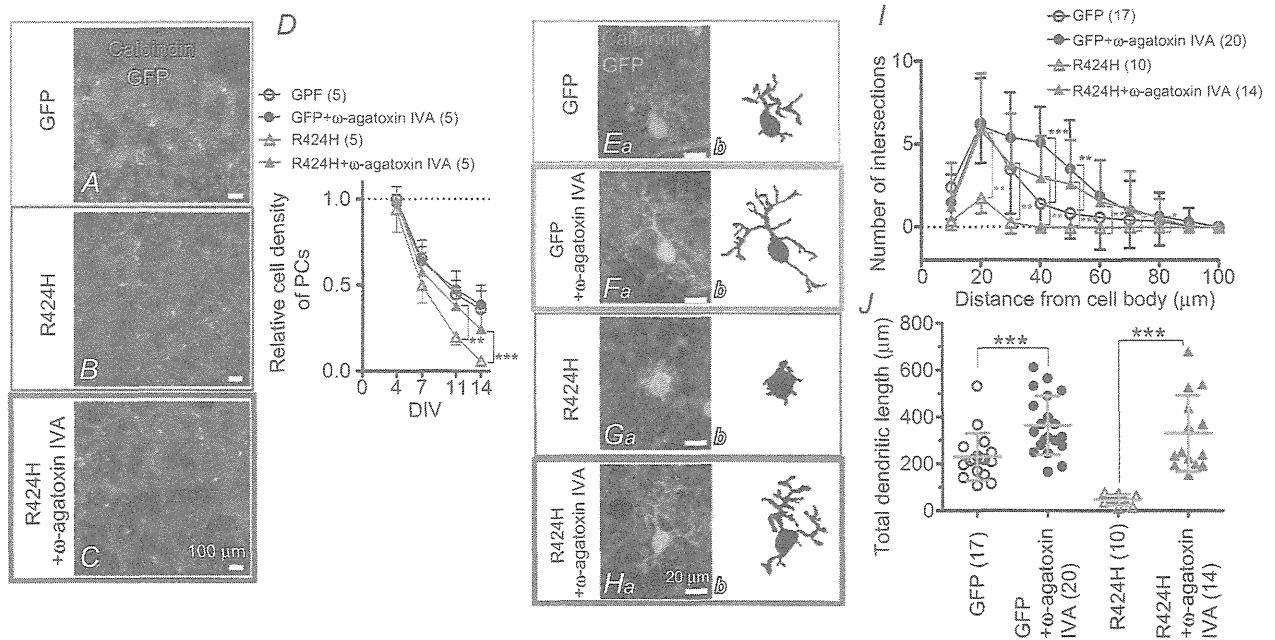 GFP
Calbindin
GFP
A
R424H
B
R424H
+ω-agatoxin IVA
C
100 μm
D
GPF (5)
GFP+ω-agatoxin IVA (5)
R424H (5)
R424H+ω-agatoxin IVA (5)
Relative cell density
of PCs
1.0
0.5
0.0
**
***
0 4 7 11 14
DIV
GFP
Calbindin
GFP
Ea
b
GFP
+ω-agatoxin IVA
Fa
b
R424H
Ga
b
R424H
+ω-agatoxin IVA
Ha
20 μm
b
I
GFP (17)
GFP+ω-agatoxin IVA (20)
R424H (10)
R424H+ω-agatoxin IVA (14)
Number of intersections
10
5
0
***
**
**
0 20 40 60 80 100
Distance from cell body (μm)
J
Total dendritic length (μm)
800
600
400
200
0
***
***
GFP (17)
GFP
+ω-agatoxin
IVA (20)
R424H (10)
R424H
+ω-agatoxin
IVA (14)